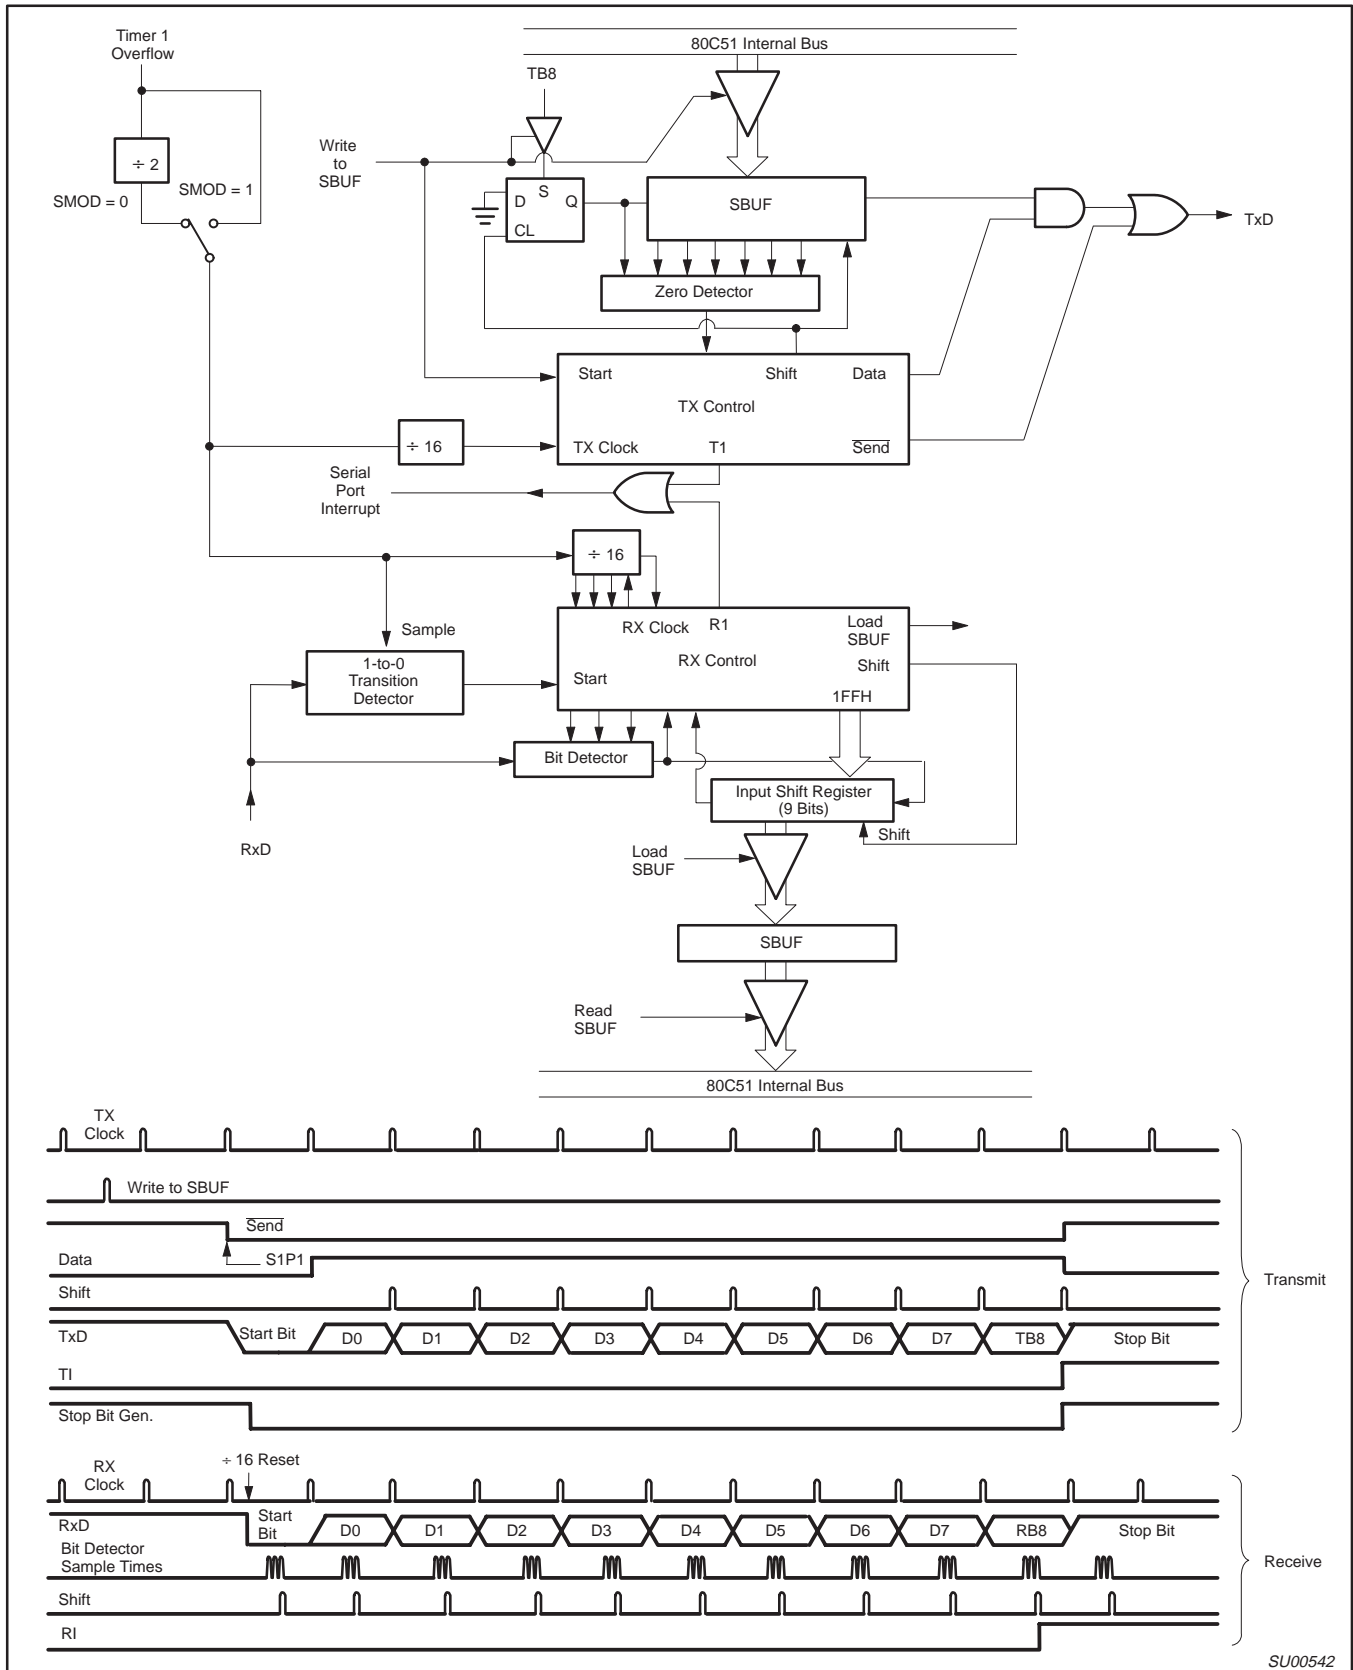 Timer 1
Overflow
80C51 Internal Bus
TB8
Write
to
SBUF
÷ 2
SMOD = 1
SMOD = 0
S
D
Q
CL
SBUF
TxD
Zero Detector
Start
Shift
Data
TX Control
÷ 16
TX Clock
T1
Send
Serial
Port
Interrupt
÷ 16
Sample
RX Clock
R1
Load
SBUF
1-to-0
Transition
Detector
RX Control
Shift
Start
1FFH
Bit Detector
Input Shift Register
(9 Bits)
RxD
Shift
Load
SBUF
SBUF
Read
SBUF
80C51 Internal Bus
TX
Clock
Write to SBUF
Send
Data
S1P1
Transmit
Shift
TxD
Start Bit
D0
D1
D2
D3
D4
D5
D6
D7
TB8
Stop Bit
TI
Stop Bit Gen.
÷ 16 Reset
RX
Clock
RxD
Start
Bit
D0
D1
D2
D3
D4
D5
D6
D7
RB8
Stop Bit
Bit Detector
Sample Times
Receive
Shift
RI
SU00542